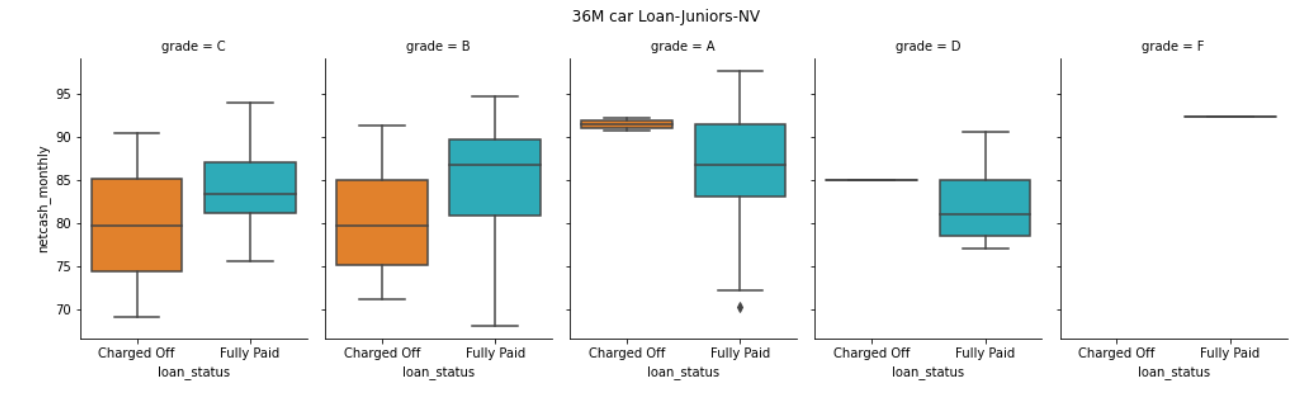 36M car Loan-Juniors-NV
grade = C
grade = B
grade = A
grade = D
grade = F
netcash_monthly
95
90
85
80
75
70
Charged Off Fully Paid
Charged Off Fully Paid
Charged Off Fully Paid
Charged Off Fully Paid
Charged Off Fully Paid
loan_status
loan_status
loan_status
loan_status
loan_status